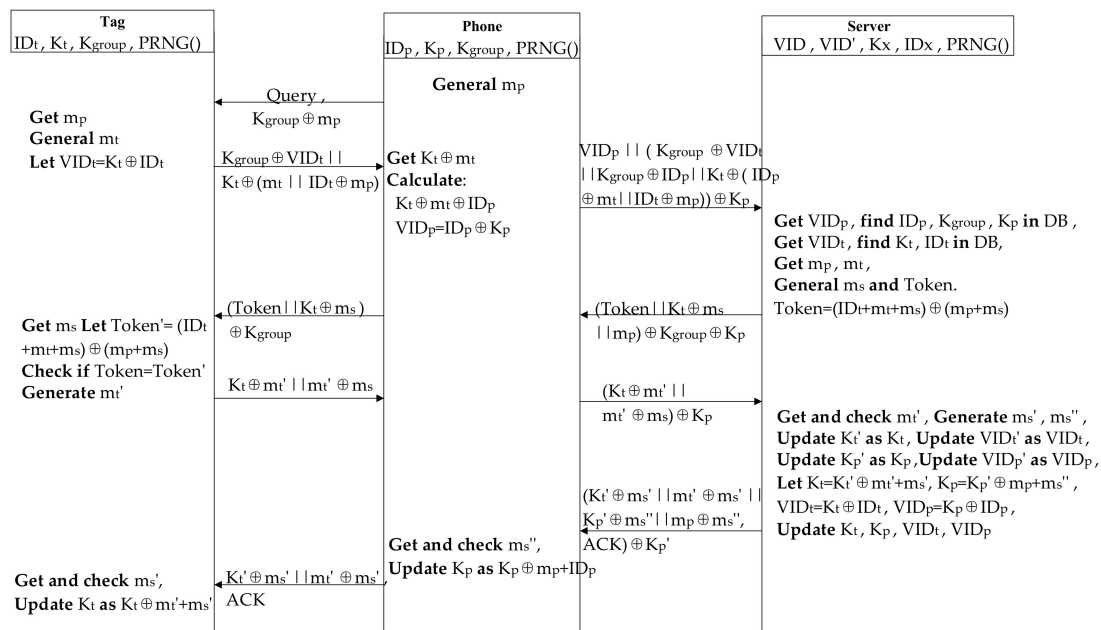 Tag
IDt, Kt, Kgroup, PRNG()
Phone
IDp, Kp, Kgroup, PRNG()
Server
VID, VID', Kx, IDx, PRNG()
General mp
Query,
Kgroup⊕mp
Get mp
General mt
Let VIDt=Kt⊕IDt
Kgroup⊕VIDt ||
Kt⊕(mt || IDt⊕mp)
Get Kt⊕mt
Calculate:
Kt⊕mt⊕IDp
VIDp=IDp⊕Kp
VIDp || ( Kgroup ⊕VIDt
||Kgroup⊕IDp||Kt⊕( IDp
⊕mt||IDt⊕mp))⊕Kp
Get VIDp, find IDp, Kgroup, Kp in DB,
Get VIDt, find Kt, IDt in DB,
Get mp, mt,
General ms and Token.
Token=(IDt+mt+ms)⊕(mp+ms)
(Token||Kt⊕ms
||mp)⊕Kgroup⊕Kp
(Token||Kt⊕ms)
⊕Kgroup
Get ms Let Token'= (IDt
+mt+ms)⊕(mp+ms)
Check if Token=Token'
Generate mt'
Kt⊕mt'||mt'⊕ms
(Kt⊕mt' ||
mt'⊕ms)⊕Kp
Get and check mt', Generate ms', ms'',
Update Kt' as Kt, Update VIDt' as VIDt,
Update Kp' as Kp,Update VIDp' as VIDp,
Let Kt=Kt'⊕mt'+ms', Kp=Kp'⊕mp+ms'',
VIDt=Kt⊕IDt, VIDp=Kp⊕IDp,
Update Kt, Kp, VIDt, VIDp
(Kt'⊕ms'||mt'⊕ms'||
Kp'⊕ms''||mp⊕ms'',
ACK)⊕Kp'
Get and check ms'',
Update Kp as Kp⊕mp+IDp
Kt'⊕ms'||mt'⊕ms',
ACK
Get and check ms',
Update Kt as Kt⊕mt'+ms'